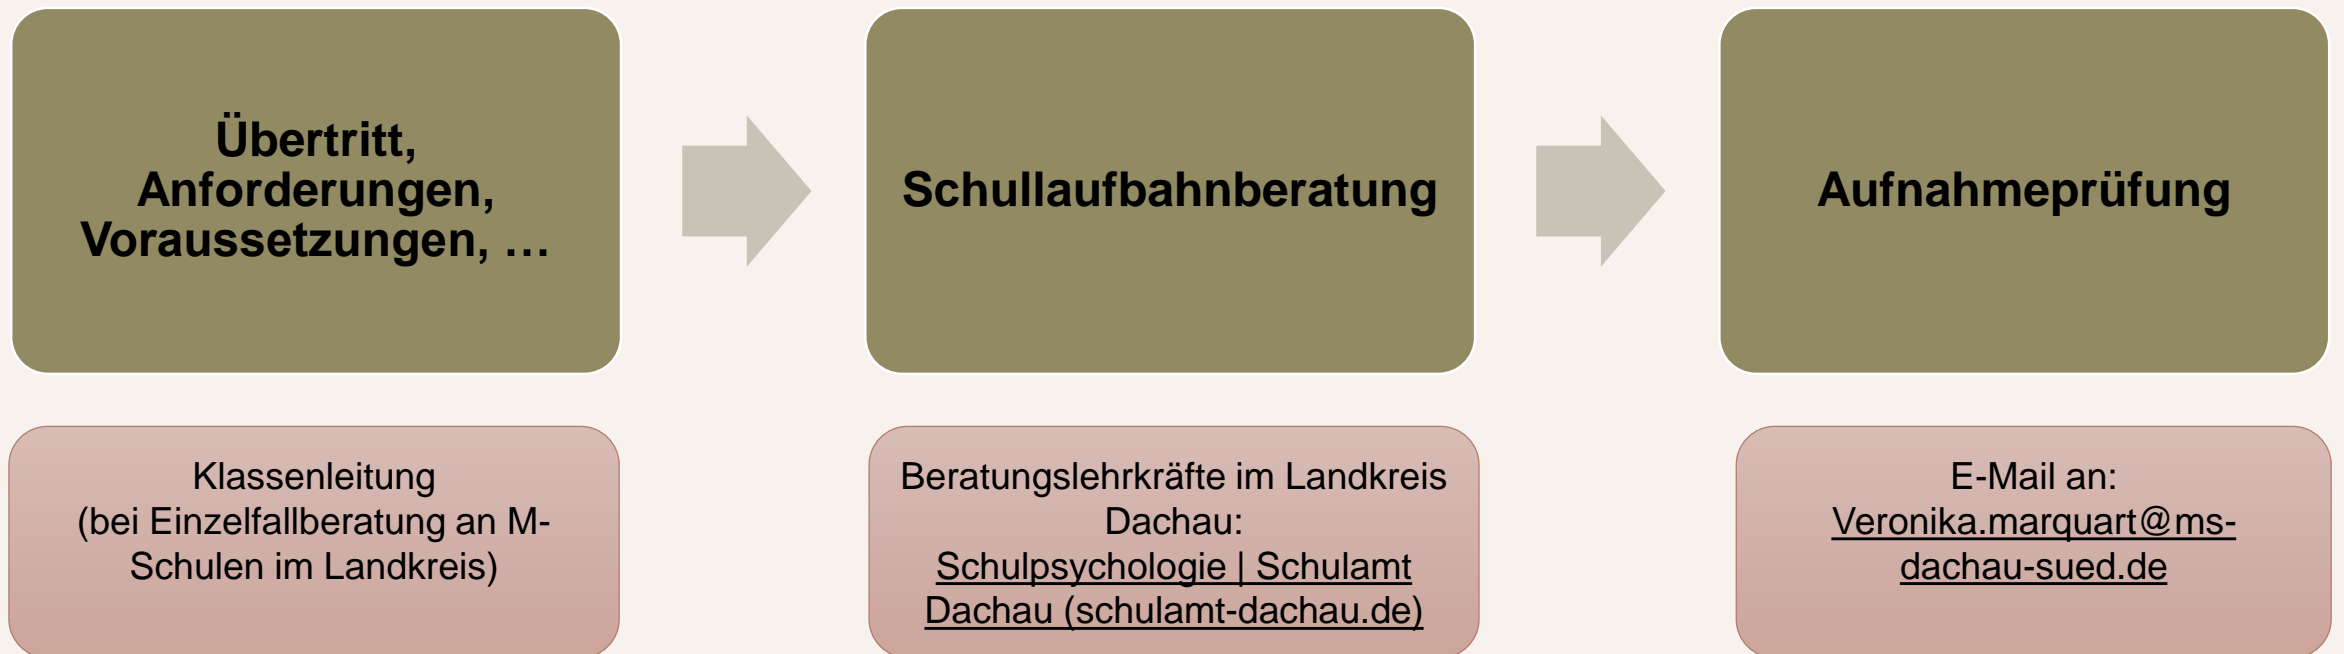 Übertritt,
Anforderungen,
Voraussetzungen, …
Schullaufbahnberatung
Aufnahmeprüfung
Klassenleitung
(bei Einzelfallberatung an M-
Schulen im Landkreis)
Beratungslehrkräfte im Landkreis
Dachau:
Schulpsychologie | Schulamt
Dachau (schulamt-dachau.de)
E-Mail an:
Veronika.marquart@ms-
dachau-sued.de